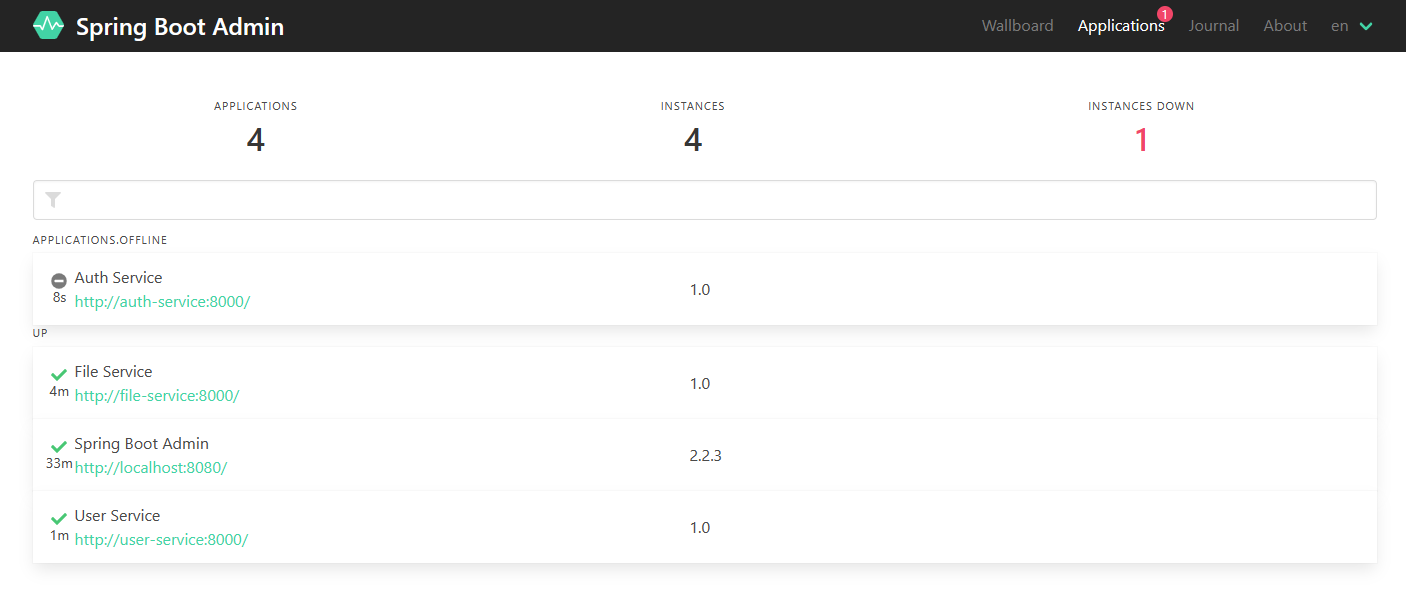 Spring Boot Admin
Wallboard Applications 1 Journal About en
APPLICATIONS INSTANCES INSTANCES DOWN
4 4 1
APPLICATIONS.OFFLINE
Auth Service
8s http://auth-service:8000/ 1.0
UP
File Service
4m http://file-service:8000/ 1.0
Spring Boot Admin
33m http://localhost:8080/ 2.2.3
User Service
1m http://user-service:8000/ 1.0